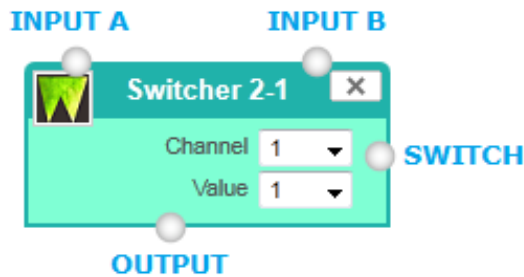 INPUT A INPUT B
Switcher 2-1 ×
Channel 1
SWITCH
Value 1
OUTPUT